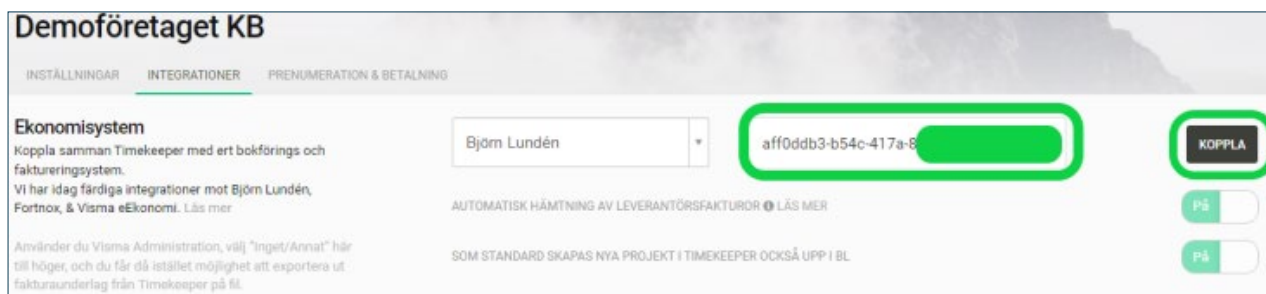 Demoföretaget KB
INSTÄLLNINGAR INTEGRATIONER PRENUMERATION & BETALNING
Ekonomisystem
Koppla samman Timekeeper med ert bokförings och
faktureringsystem.
Vi har idag färdiga integrationer mot Björn Lundén,
Fortnox, & Visma eEkonomi. Läs mer
Använder du Visma Administration, välj "Inget/Annat" här
till höger, och du får då istället möjlighet att exportera ut
fakturaunderlag från Timekeeper på fil.
Björn Lundén
aff0ddb3-b54c-417a-8
KOPPLA
AUTOMATISK HÄMTNING AV LEVERANTÖRSFAKTUROR LÄS MER
På
SOM STANDARD SKAPAS NYA PROJEKT I TIMEKEEPER OCKSÅ UPP I BL
På